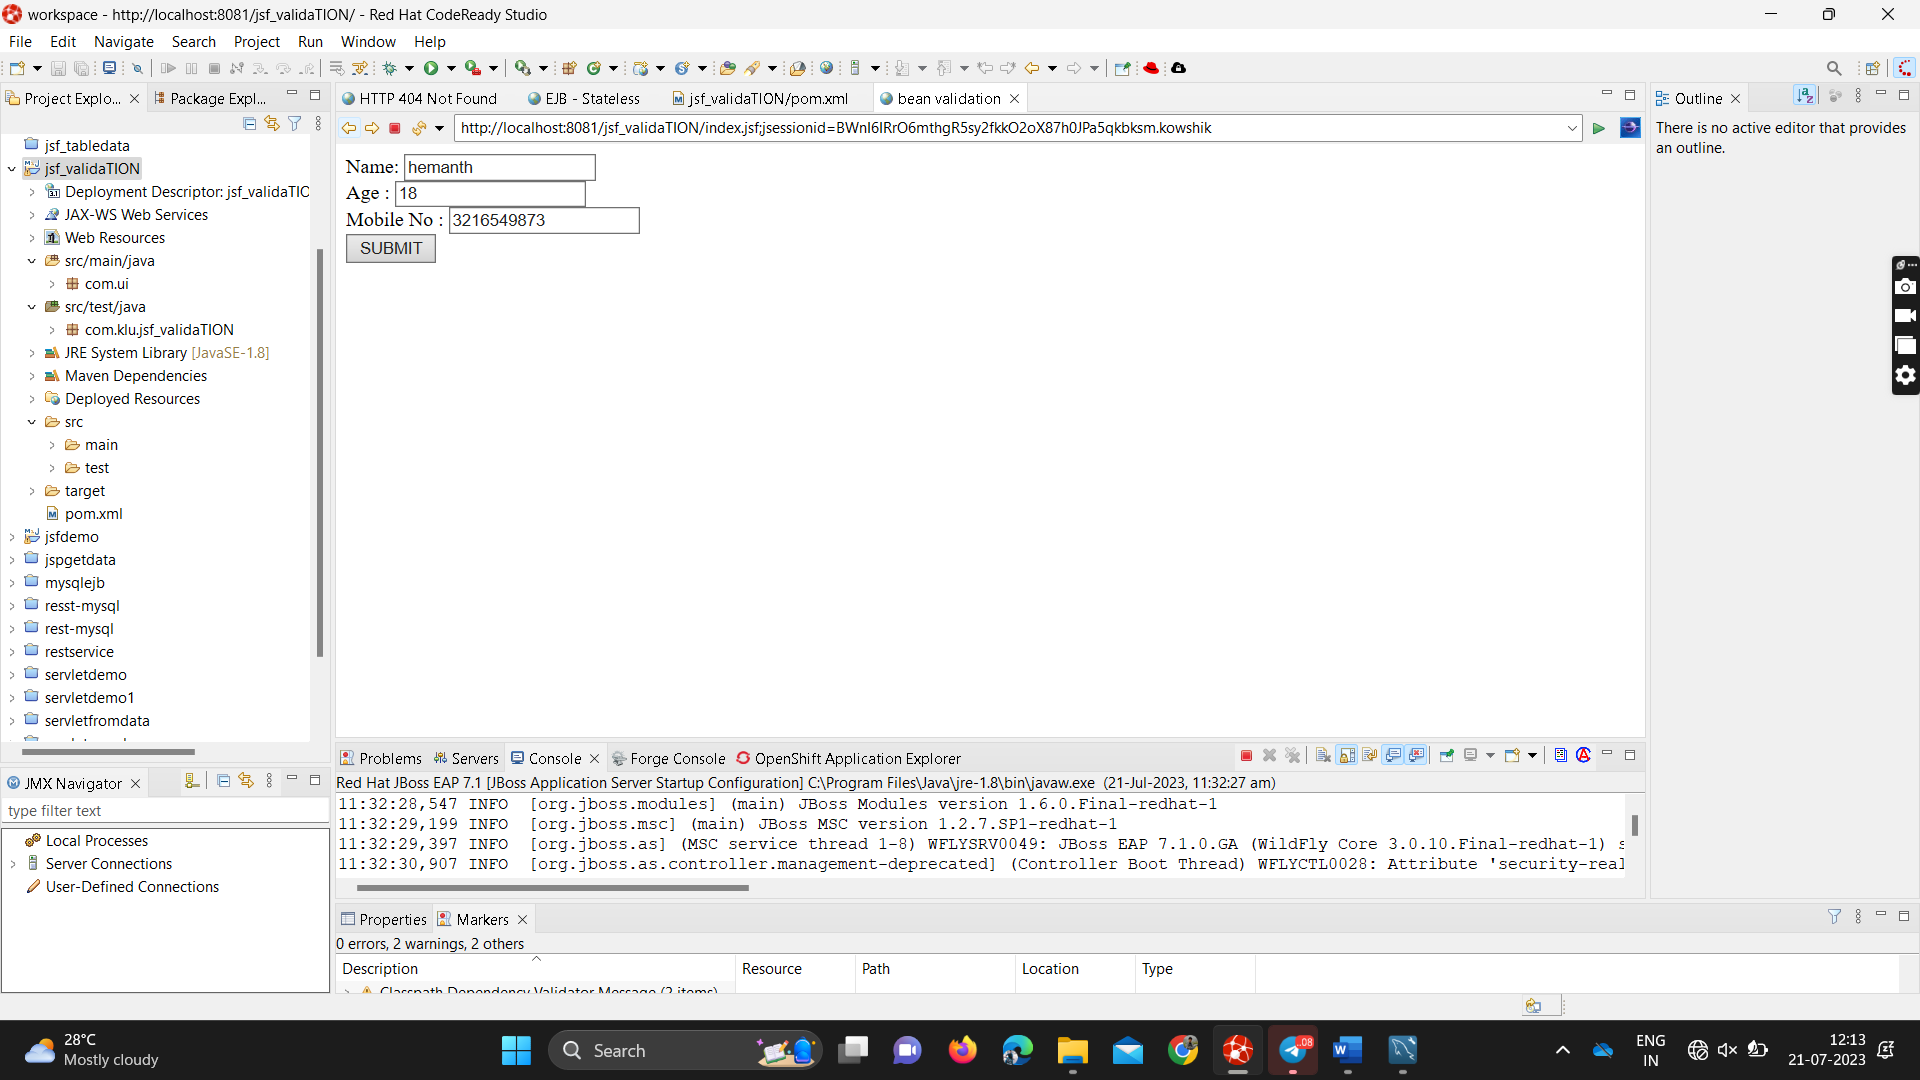 workspace - http://localhost:8081/jsf_validaTION/ - Red Hat CodeReady Studio
File Edit Navigate Search Project Run Window Help
Project Explo... Package Expl...
HTTP 404 Not Found EJB - Stateless jsf_validaTION/pom.xml bean validation
Outline
http://localhost:8081/jsf_validaTION/index.jsf;jsessionid=BWnI6IRrO6mthgR5sy2fkkO2oX87h0JPa5qkbksm.kowshik
There is no active editor that provides
an outline.
jsf_tabledata
jsf_validaTION
Deployment Descriptor: jsf_validaTIO
JAX-WS Web Services
Web Resources
src/main/java
com.ui
src/test/java
com.klu.jsf_validaTION
JRE System Library [JavaSE-1.8]
Maven Dependencies
Deployed Resources
src
main
test
target
pom.xml
jsfdemo
jspgetdata
mysqlejb
resst-mysql
rest-mysql
restservice
servletdemo
servletdemo1
servletfromdata
Name: hemanth
Age : 18
Mobile No : 3216549873
SUBMIT
JMX Navigator
type filter text
Local Processes
Server Connections
User-Defined Connections
Problems Servers Console Forge Console OpenShift Application Explorer
Red Hat JBoss EAP 7.1 [JBoss Application Server Startup Configuration] C:\Program Files\Java\jre-1.8\bin\javaw.exe (21-Jul-2023, 11:32:27 am)
11:32:28,547 INFO [org.jboss.modules] (main) JBoss Modules version 1.6.0.Final-redhat-1
11:32:29,199 INFO [org.jboss.msc] (main) JBoss MSC version 1.2.7.SP1-redhat-1
11:32:29,397 INFO [org.jboss.as] (MSC service thread 1-8) WFLYSRV0049: JBoss EAP 7.1.0.GA (WildFly Core 3.0.10.Final-redhat-1) s
11:32:30,907 INFO [org.jboss.as.controller.management-deprecated] (Controller Boot Thread) WFLYCTL0028: Attribute 'security-real
Properties Markers
0 errors, 2 warnings, 2 others
Description Resource Path Location Type
Classpath Dependency Validator Message (2 items)
28°C
Mostly cloudy
Search
.08
ENG
IN
12:13
21-07-2023